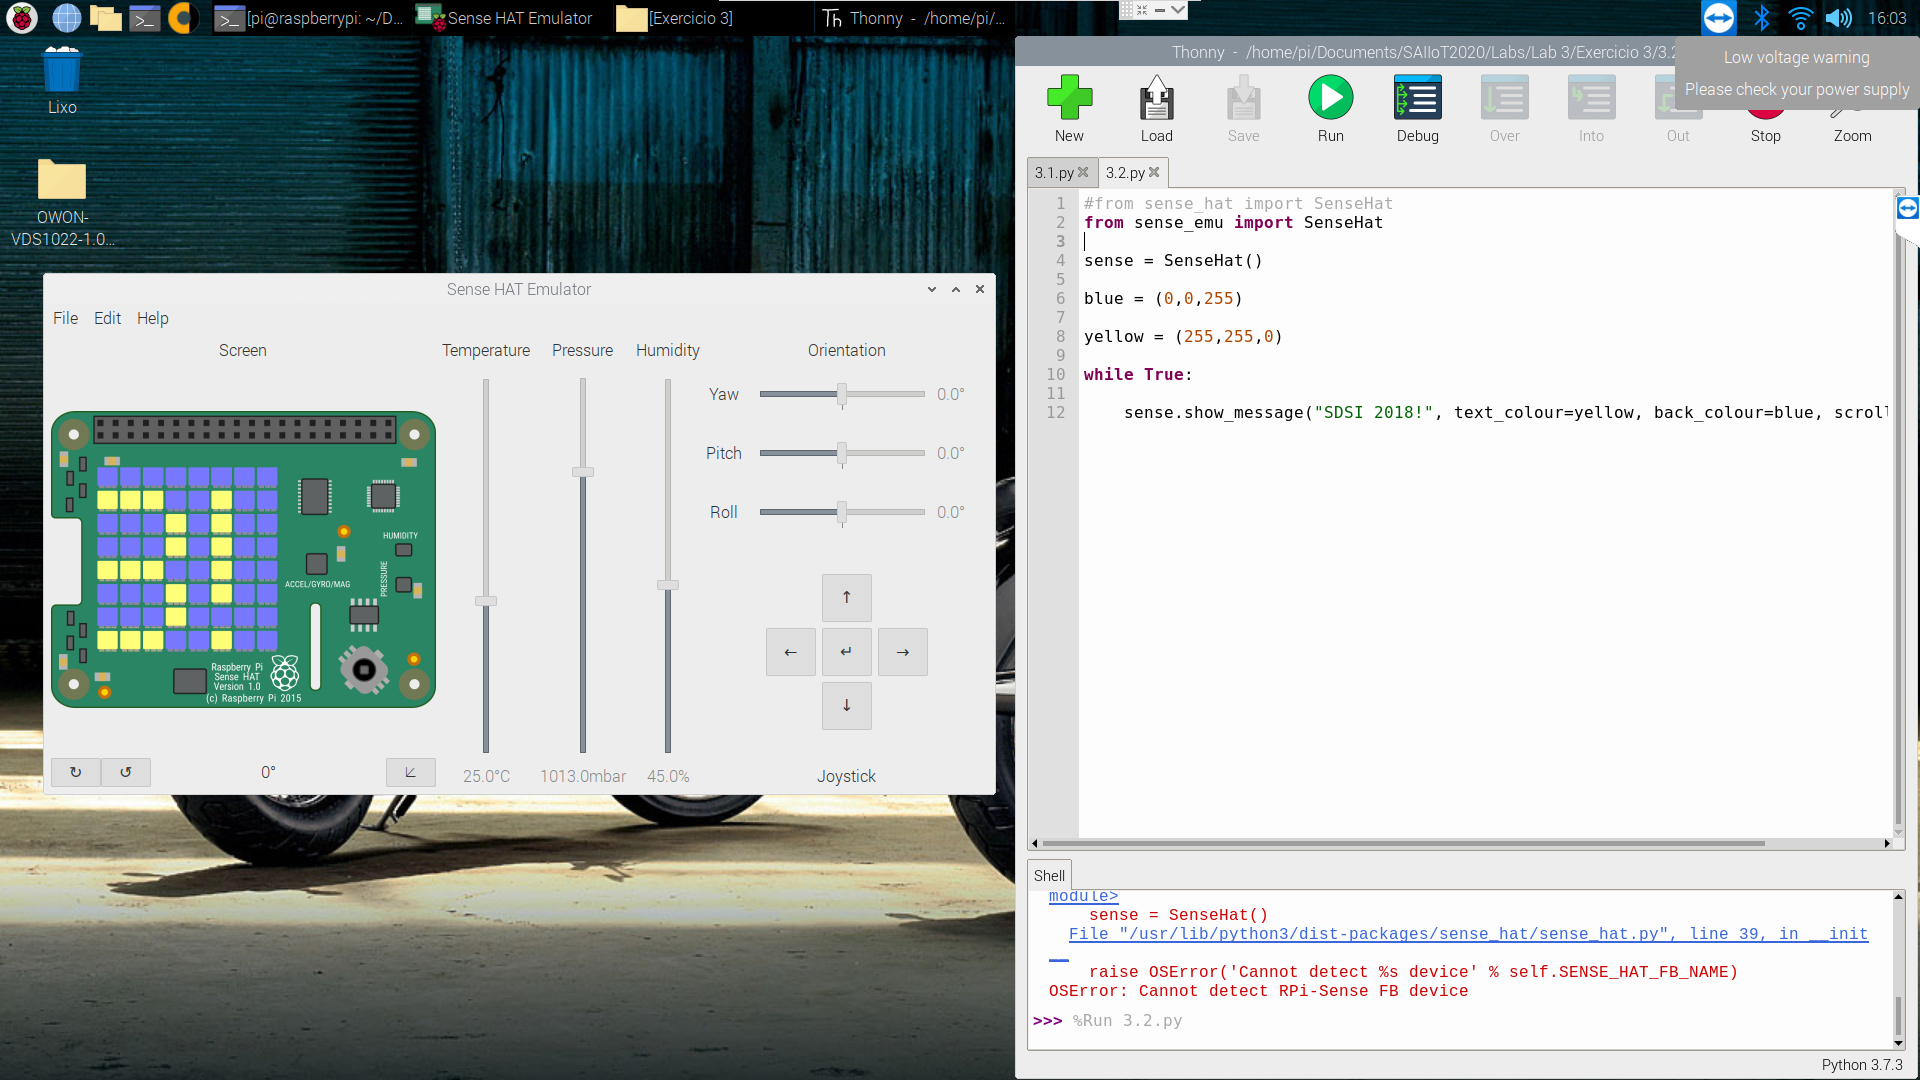 [pi@raspberrypi: ~/D...
Sense HAT Emulator
[Exercicio 3]
Thonny - /home/pi/...
16:03
Lixo
OWON-
VDS1022-1.0...
Thonny - /home/pi/Documents/SAIIoT2020/Labs/Lab 3/Exercicio 3/3.2
Low voltage warning
Please check your power supply
New
Load
Save
Run
Debug
Over
Into
Out
Stop
Zoom
3.1.py
3.2.py
1 #from sense_hat import SenseHat
2 from sense_emu import SenseHat
3
4 sense = SenseHat()
5
6 blue = (0,0,255)
7
8 yellow = (255,255,0)
9
10 while True:
11
12 sense.show_message("SDSI 2018!", text_colour=yellow, back_colour=blue, scroll
Sense HAT Emulator
File Edit Help
Screen
Temperature
Pressure
Humidity
Orientation
Yaw 0.0°
Pitch 0.0°
Roll 0.0°
HUMIDITY
PRESSURE
ACCEL/GYRO/MAG
Raspberry Pi
Sense HAT
Version 1.0
(c) Raspberry Pi 2015
↑
← ↵ →
↓
↻ ↺ 0°
25.0°C
1013.0mbar
45.0%
Joystick
Shell
module>
sense = SenseHat()
File "/usr/lib/python3/dist-packages/sense_hat/sense_hat.py", line 39, in __init
__
raise OSError('Cannot detect %s device' % self.SENSE_HAT_FB_NAME)
OSError: Cannot detect RPi-Sense FB device
>>> %Run 3.2.py
Python 3.7.3